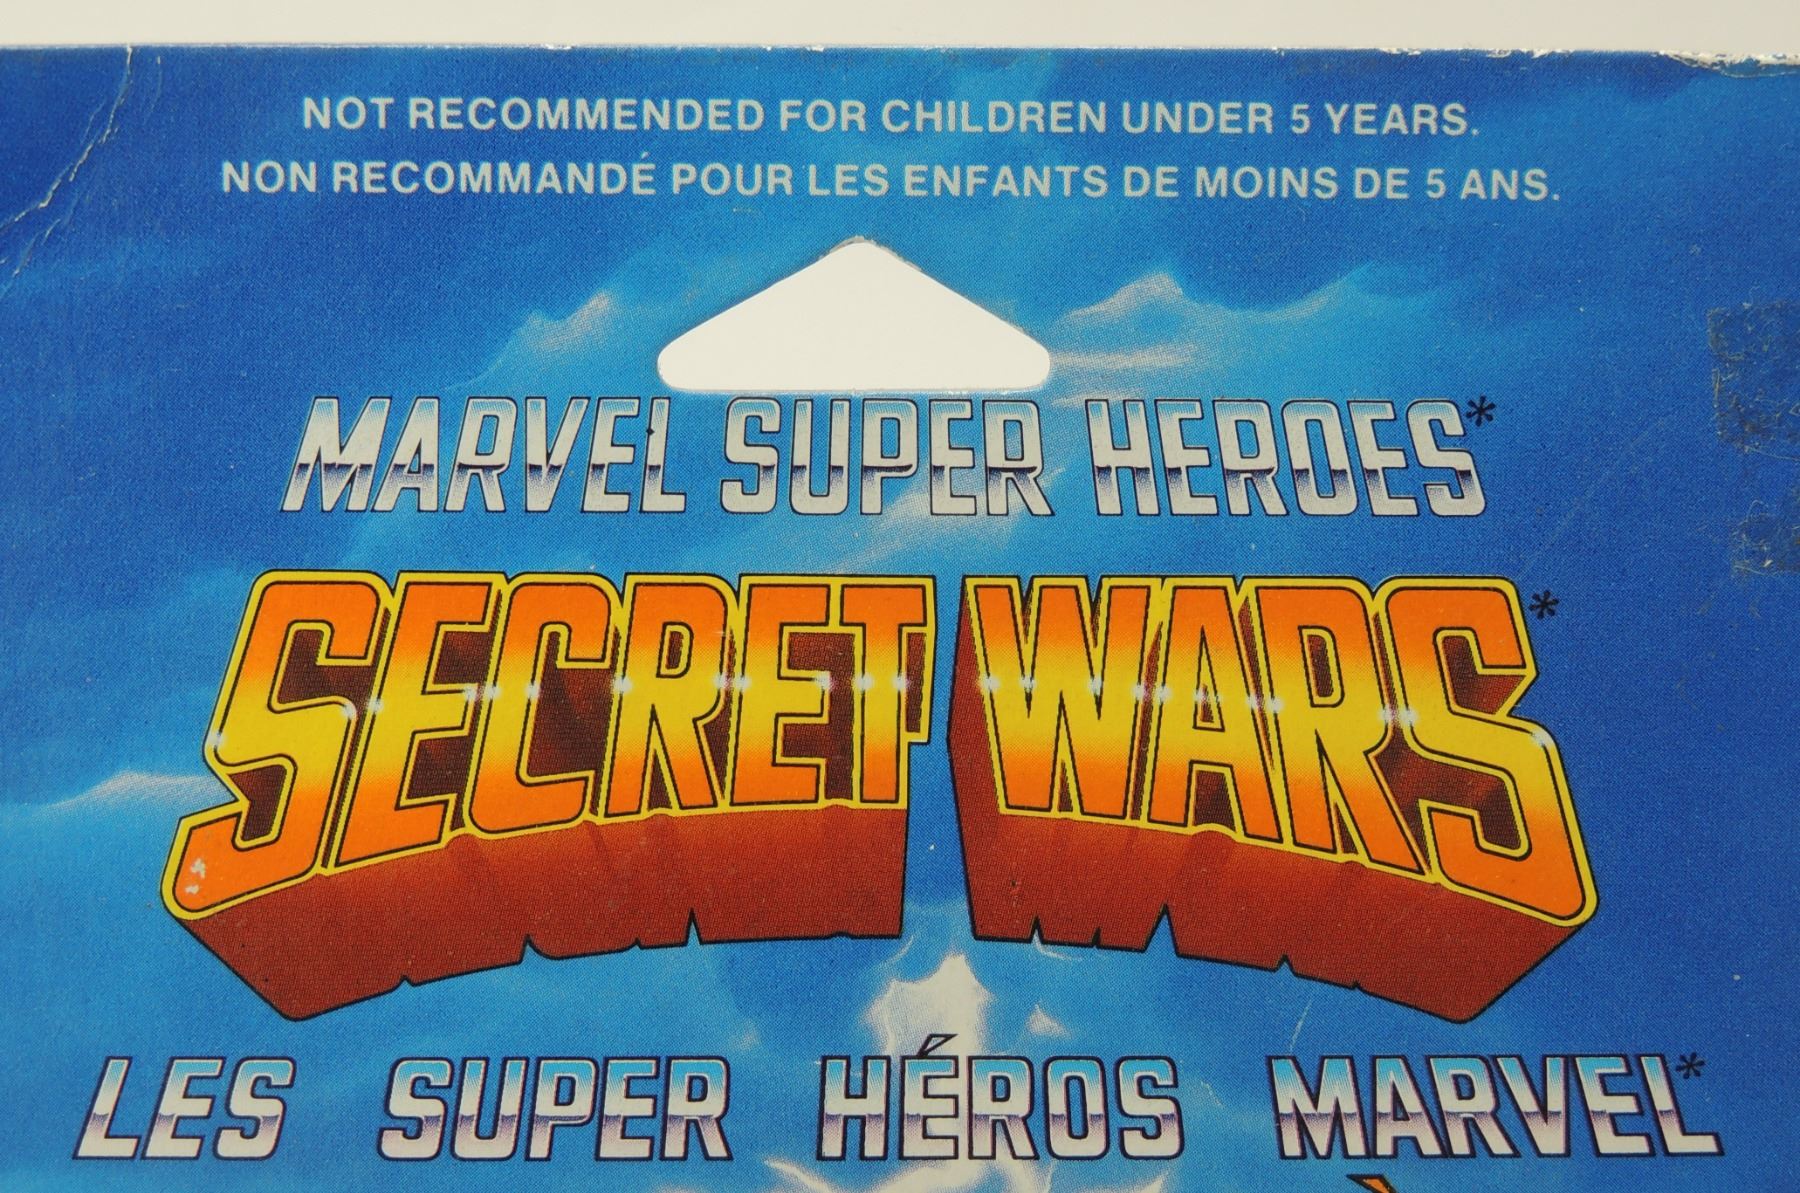 NOT RECOMMENDED FOR CHILDREN UNDER 5 YEARS.
NON RECOMMANDÉ POUR LES ENFANTS DE MOINS DE 5 ANS.
MARVEL SUPER HEROES*
SECRET WARS*
LES SUPER HÉROS MARVEL*